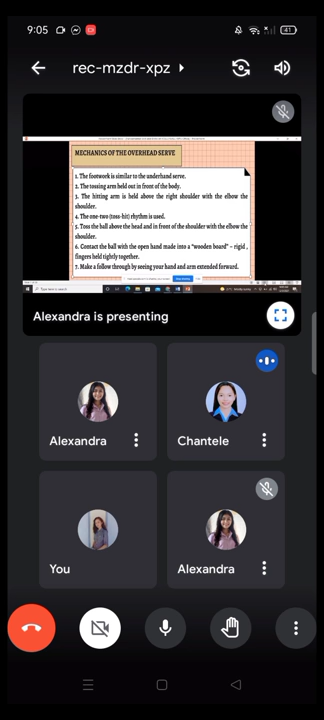 9:05
41
rec-mzdr-xpz
MECHANICS OF THE OVERHEAD SERVE
1. The footwork is similar to the underhand serve.
2. The tossing arm held out in front of the body.
3. The hitting arm is held above the right shoulder with the elbow the
shoulder.
4. The one-two (toss-hit) rhythm is used.
5. Toss the ball above the head and in front of the shoulder with the elbow the
shoulder.
6. Contact the ball with the open hand made into a "wooden board" – rigid ,
fingers held tightly together.
7. Make a follow through by seeing your hand and arm extended forward.
Type here to search
Alexandra is presenting
Alexandra
Chantele
You
Alexandra